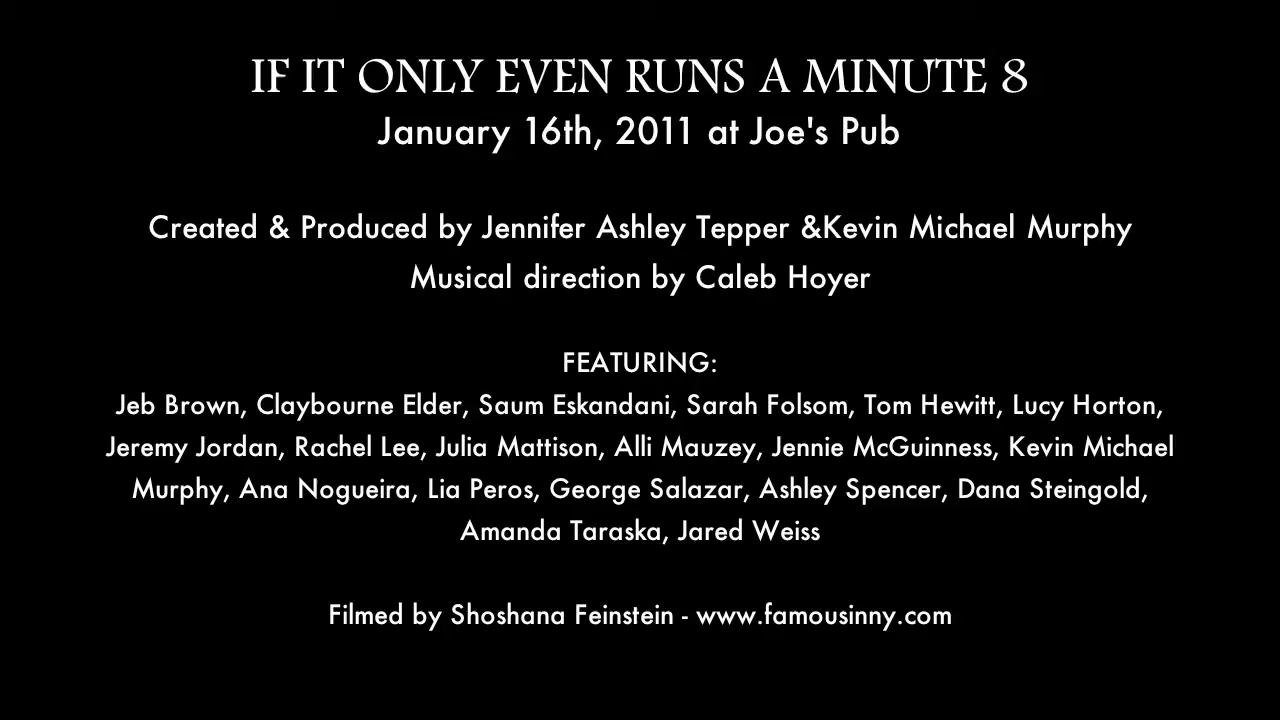 IF IT ONLY EVEN RUNS A MINUTE 8
January 16th, 2011 at Joe's Pub
Created & Produced by Jennifer Ashley Tepper &Kevin Michael Murphy
Musical direction by Caleb Hoyer
FEATURING:
Jeb Brown, Claybourne Elder, Saum Eskandani, Sarah Folsom, Tom Hewitt, Lucy Horton,
Jeremy Jordan, Rachel Lee, Julia Mattison, Alli Mauzey, Jennie McGuinness, Kevin Michael
Murphy, Ana Nogueira, Lia Peros, George Salazar, Ashley Spencer, Dana Steingold,
Amanda Taraska, Jared Weiss
Filmed by Shoshana Feinstein - www.famousinny.com